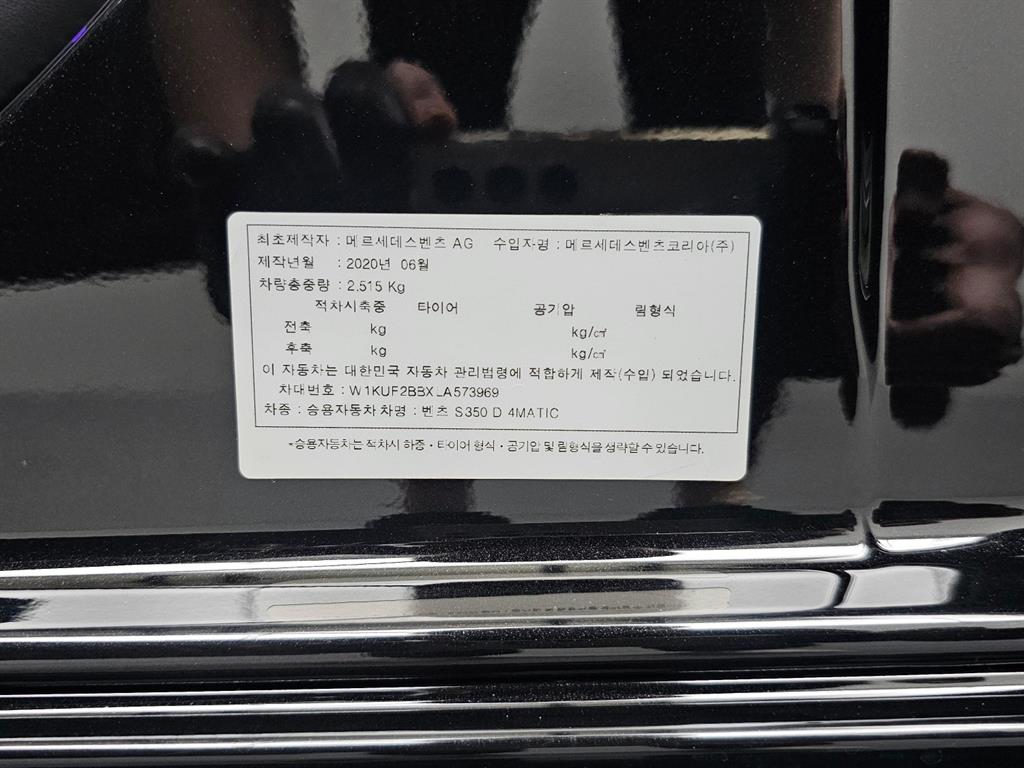 최초제작자 : 메르세데스벤츠 AG 수입자명 : 메르세데스벤츠코리아(주)
제작년월 : 2020년 06월
차량총중량 : 2.515 Kg
적차시축중 타이어 공기압 림형식
전축 kg kg/㎠
후축 kg kg/㎠
이 자동차는 대한민국 자동차 관리법령에 적합하게 제작(수입) 되었습니다.
차대번호 : W1KUF2BBXLA573969
차종 : 승용자동차 차명 : 벤츠 S350 D 4MATIC
*승용자동차는 적차시 하중・타이어 형식・공기압 및 림형식을 생략할 수 있습니다.